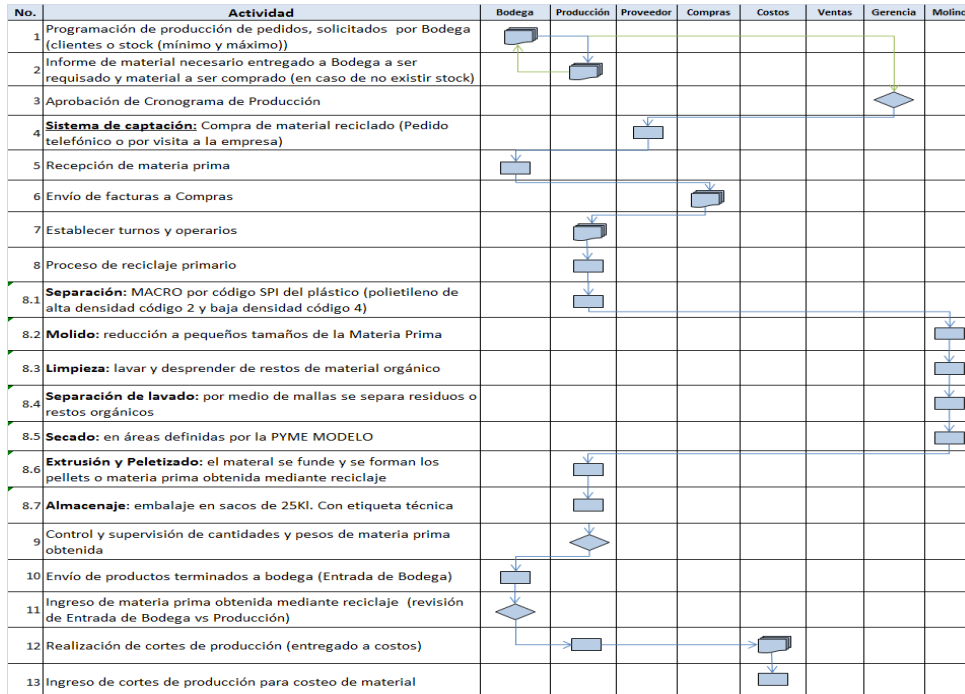 No. Actividad Bodega Producción Proveedor Compras Costos Ventas Gerencia Molino
1 Programación de producción de pedidos, solicitados por Bodega
(clientes o stock (mínimo y máximo))
2 Informe de material necesario entregado a Bodega a ser
requisado y material a ser comprado (en caso de no existir stock)
3 Aprobación de Cronograma de Producción
4 Sistema de captación: Compra de material reciclado (Pedido
telefónico o por visita a la empresa)
5 Recepción de materia prima
6 Envío de facturas a Compras
7 Establecer turnos y operarios
8 Proceso de reciclaje primario
8.1 Separación: MACRO por código SPI del plástico (polietileno de
alta densidad código 2 y baja densidad código 4)
8.2 Molido: reducción a pequeños tamaños de la Materia Prima
8.3 Limpieza: lavar y desprender de restos de material orgánico
8.4 Separación de lavado: por medio de mallas se separa residuos o
restos orgánicos
8.5 Secado: en áreas definidas por la PYME MODELO
8.6 Extrusión y Peletizado: el materal se funde y se forman los
pellets o materia prima obtenida mediante reciclaje
8.7 Almacenaje: embalaje en sacos de 25Kl. Con etiqueta técnica
9 Control y supervisión de cantidades y pesos de materia prima
obtenida
10 Envío de productos terminados a bodega (Entrada de Bodega)
11 Ingreso de materia prima obtenida mediante reciclaje (revisión
de Entrada de Bodega vs Producción)
12 Realización de cortes de producción (entregado a costos)
13 Ingreso de cortes de producción para costeo de material